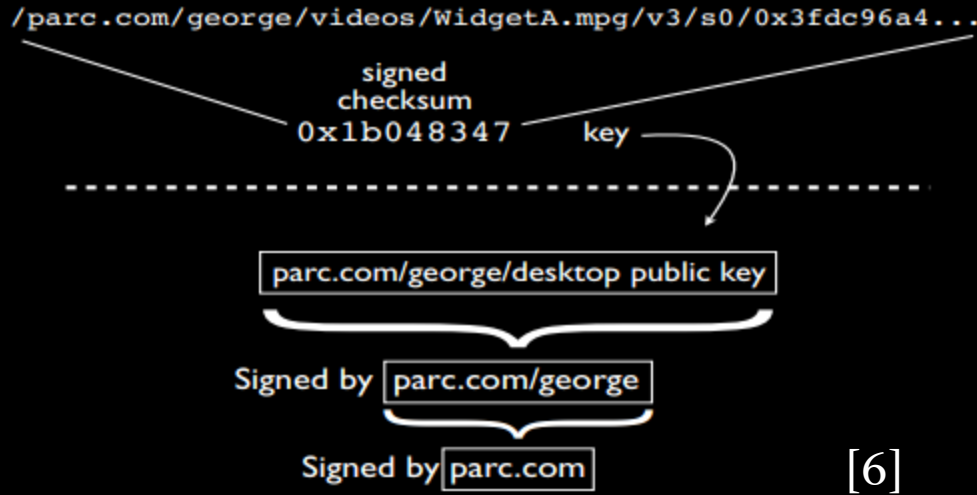 /parc.com/george/videos/WidgetA.mpg/v3/s0/0x3fdc96a4...
signed
checksum
0x1b048347 key
parc.com/george/desktop public key
Signed by parc.com/george
Signed by parc.com
[6]